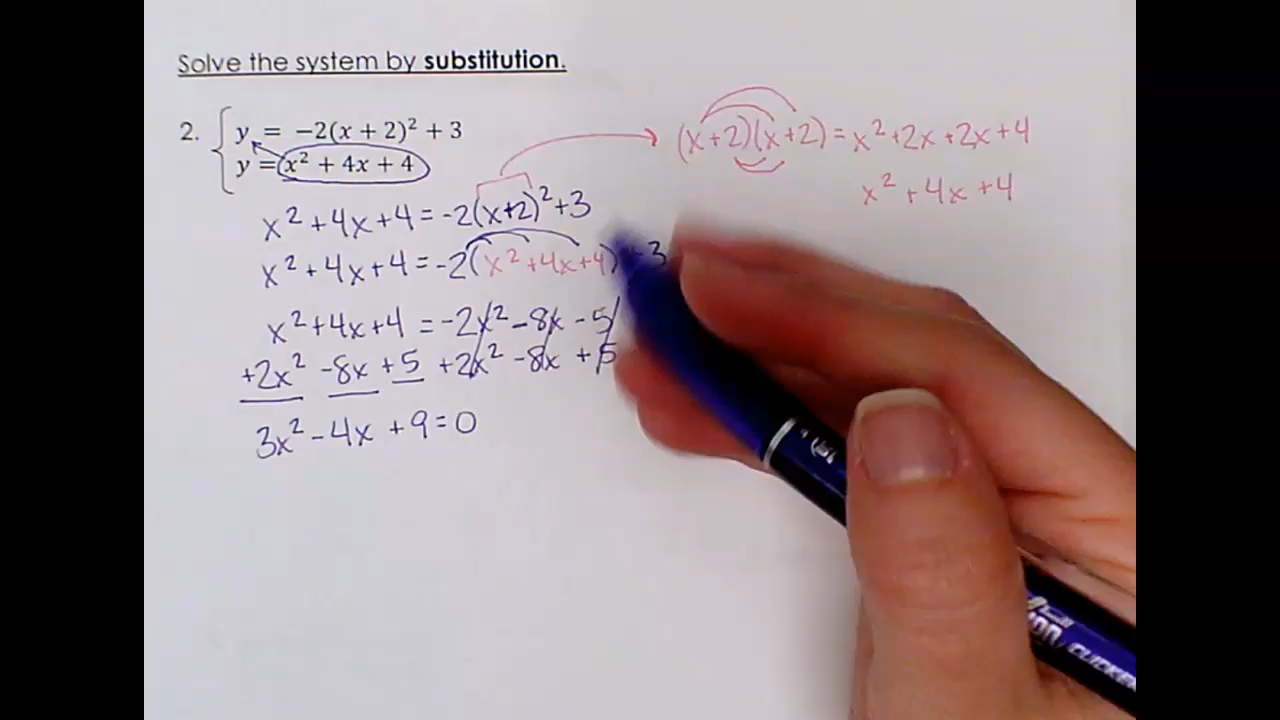 Solve the system by substitution.
2. y = −2(x + 2)² + 3
y = x² + 4x + 4
(x+2)(x+2) = x² + 2x + 2x + 4
x² + 4x + 4
x² + 4x + 4 = -2(x+2)² + 3
x² + 4x + 4 = -2(x² + 4x + 4) + 3
x² + 4x + 4 = -2x² - 8x - 5
+2x² - 8x + 5 +2x² - 8x + 5
3x² - 4x + 9 = 0
CLICKER